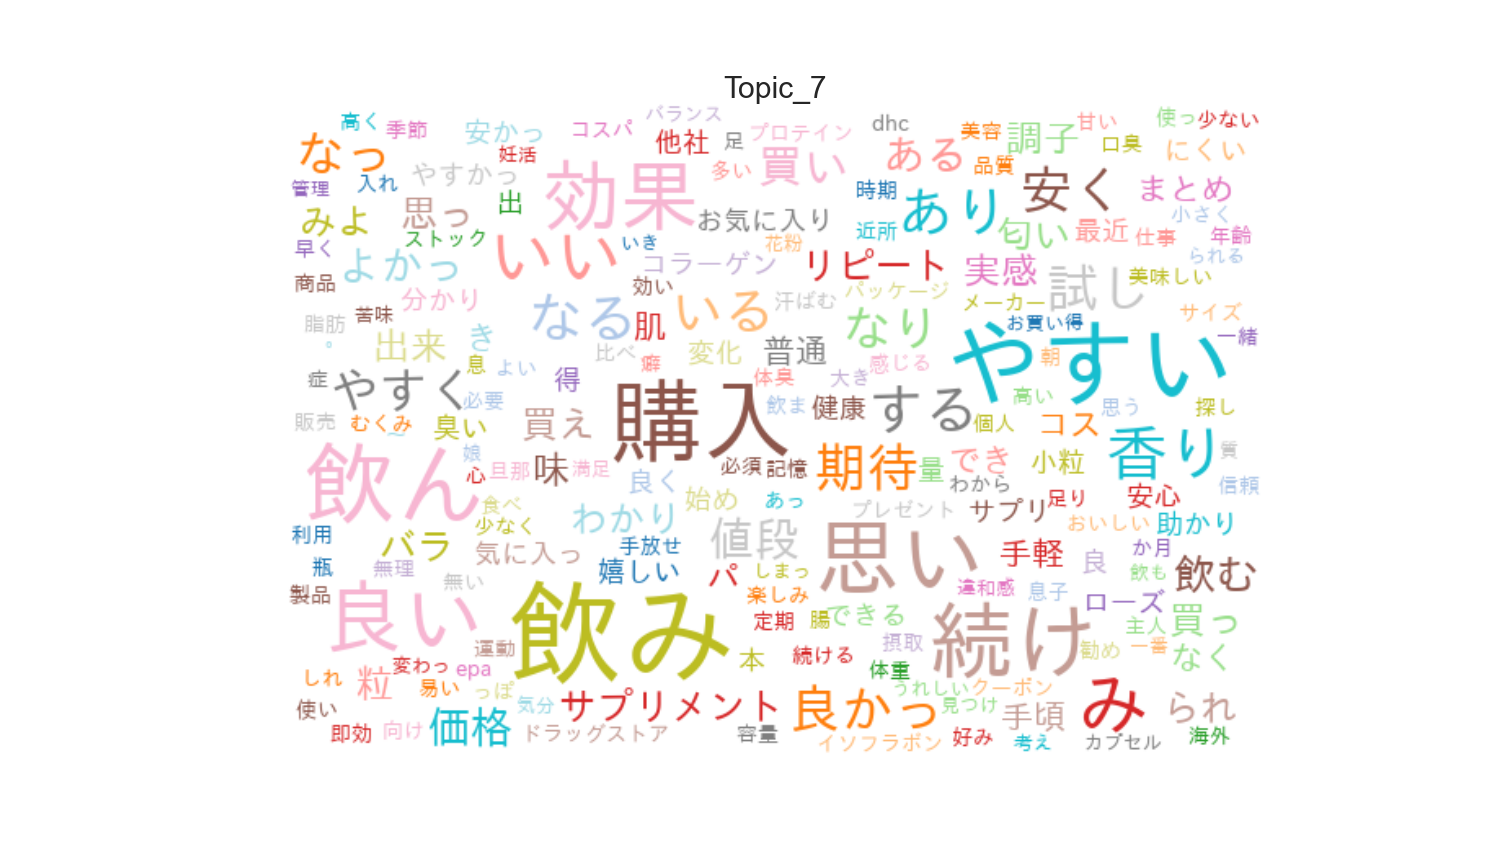 Topic_7
バランス
高く
季節
安かっ
コスパ
他社
足
プロテイン
dhc
美容
調子
甘い
口臭
使っ
少ない
なっ
妊活
やすかっ
効果
多い
買い
ある
品質
にくい
管理
入れ
出
時期
あり
安く
まとめ
みよ
思っ
お気に入り
近所
匂い
最近
仕事
小さく
年齢
早く
ストック
いい
いき
花粉
リピート
実感
られる
よかっ
コラーゲン
試し
美味しい
商品
分かり
効い
汗ばむ
パッケージ
メーカー
サイズ
脂肪
苦味
なる
肌
いる
なり
お買い得
一緒
。
出来
き
比べ
癖
変化
普通
感じる
やすい
朝
息
よい
得
体臭
大き
症
やすく
必要
購入
飲ま
健康
する
高い
思う
探し
販売
むくみ
臭い
買え
個人
コス
香り
質
飲ん
娘
心
旦那
味
満足
必須
記憶
期待
量
でき
小粒
わから
信頼
良く
始め
あっ
食べ
少なく
わかり
プレゼント
サプリ
足り
安心
おいしい
助かり
利用
バラ
気に入っ
手放せ
値段
思い
手軽
良
か月
瓶
無理
無い
嬉しい
パ
しまっ
楽しみ
違和感
息子
飲も
飲む
製品
良い
飲み
定期
腸
できる
続け
ローズ
主人
買っ
運動
本
続ける
摂取
体重
勧め
一番
なく
しれ
変わっ
epa
粒
易い
っぽ
気分
サプリメント
良かっ
うれしい
クーポン
見つけ
手頃
み
られ
使い
即効
向け
価格
ドラッグストア
容量
イソフラボン
好み
考え
カプセル
海外